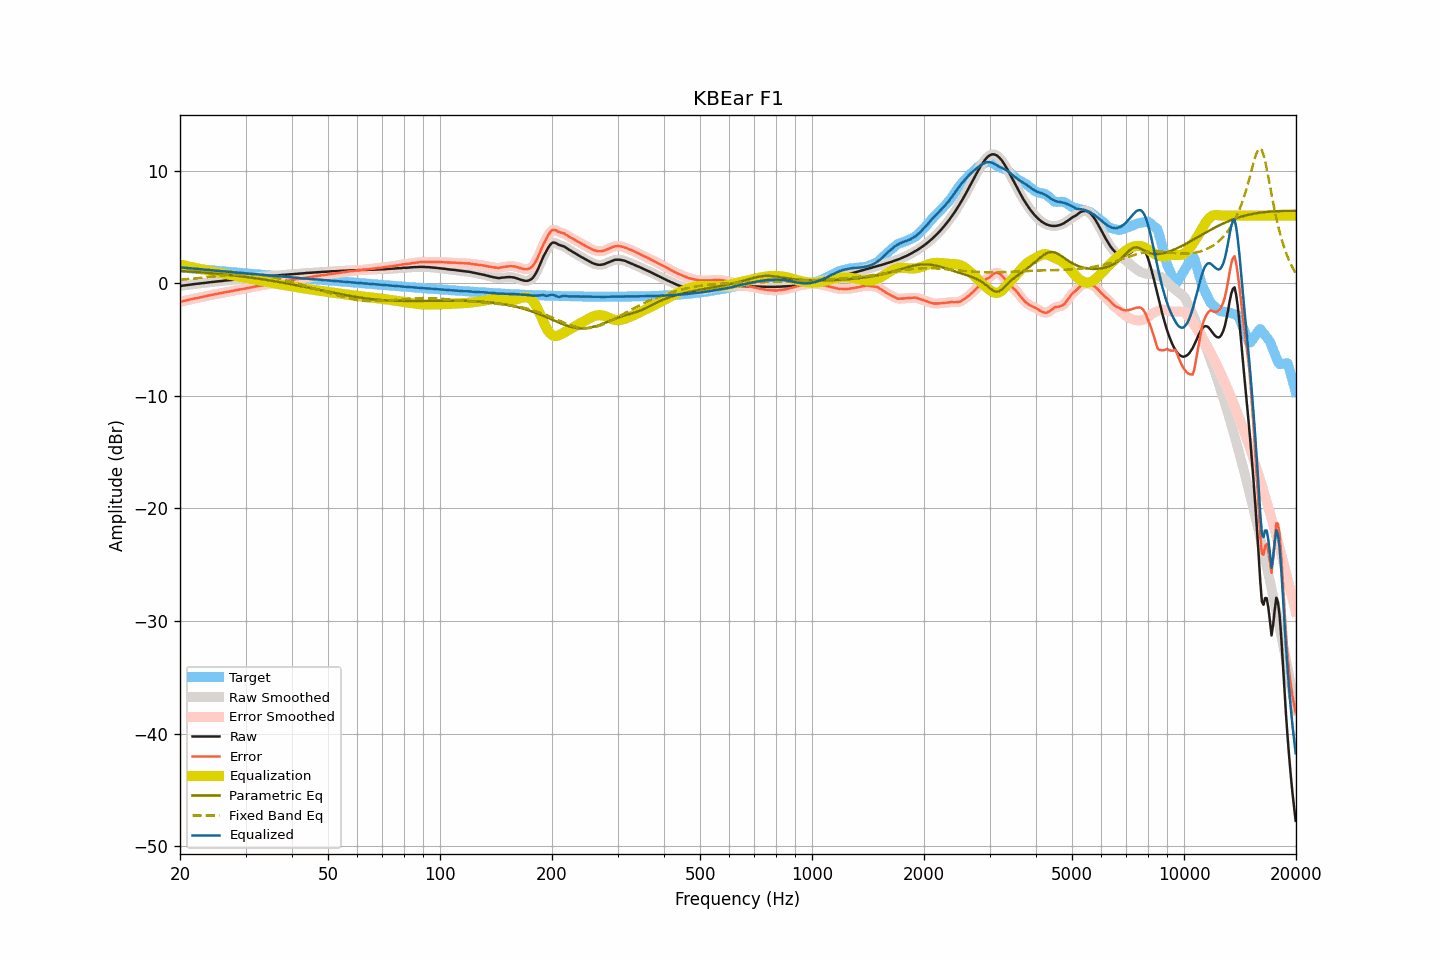 KBEar F1
10
0
−10
−20
−30
−40
−50
Amplitude (dBr)
Target
Raw Smoothed
Error Smoothed
Raw
Error
Equalization
Parametric Eq
Fixed Band Eq
Equalized
20 50 100 200 500 1000 2000 5000 10000 20000
Frequency (Hz)